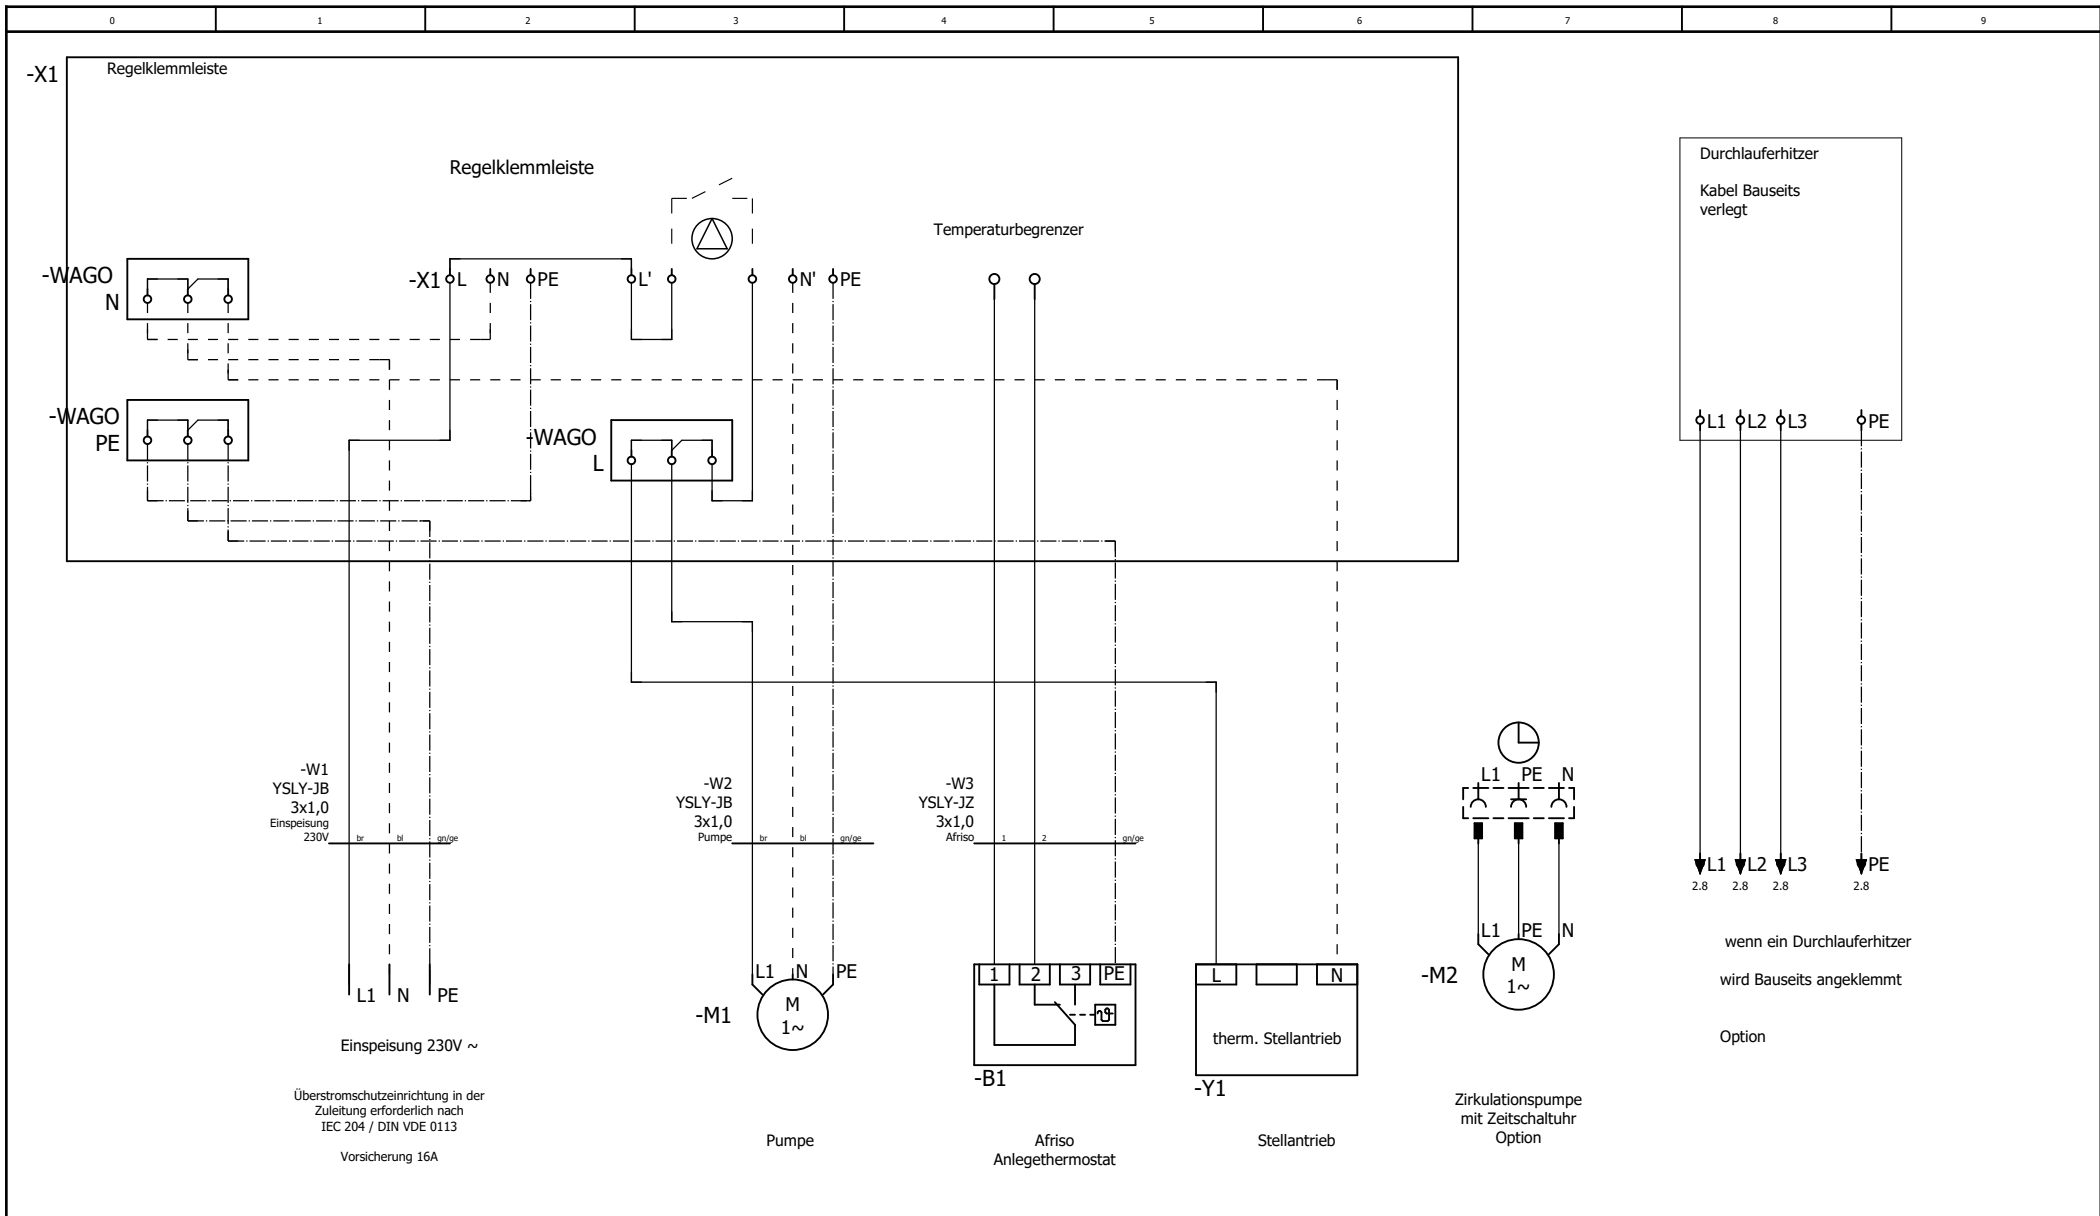 0 1 2 3 4 5 6 7 8 9
-X1 Regelklemmleiste
Durchlauferhitzer
Kabel Bauseits
verlegt
Regelklemmleiste
Temperaturbegrenzer
-WAGO
N
-X1 L N PE L' N' PE
-WAGO
PE
-WAGO
L
L1 L2 L3 PE
-W1
YSLY-JB
3x1,0
Einspeisung
230V br bl gn/ge
-W2
YSLY-JB
3x1,0
Pumpe br bl gn/ge
-W3
YSLY-JZ
3x1,0
Afriso 1 2 gn/ge
L1 PE N
L1 L2 L3 PE
2.8 2.8 2.8 2.8
L1 N PE
Einspeisung 230V ~
Überstromschutzeinrichtung in der
Zuleitung erforderlich nach
IEC 204 / DIN VDE 0113
Vorsicherung 16A
L1 N PE
-M1
M
1~
Pumpe
1 2 3 PE
ϑ
-B1
Afriso
Anlegethermostat
L N
therm. Stellantrieb
-Y1
Stellantrieb
L1 PE N
-M2
M
1~
Zirkulationspumpe
mit Zeitschaltuhr
Option
wenn ein Durchlauferhitzer
wird Bauseits angeklemmt
Option